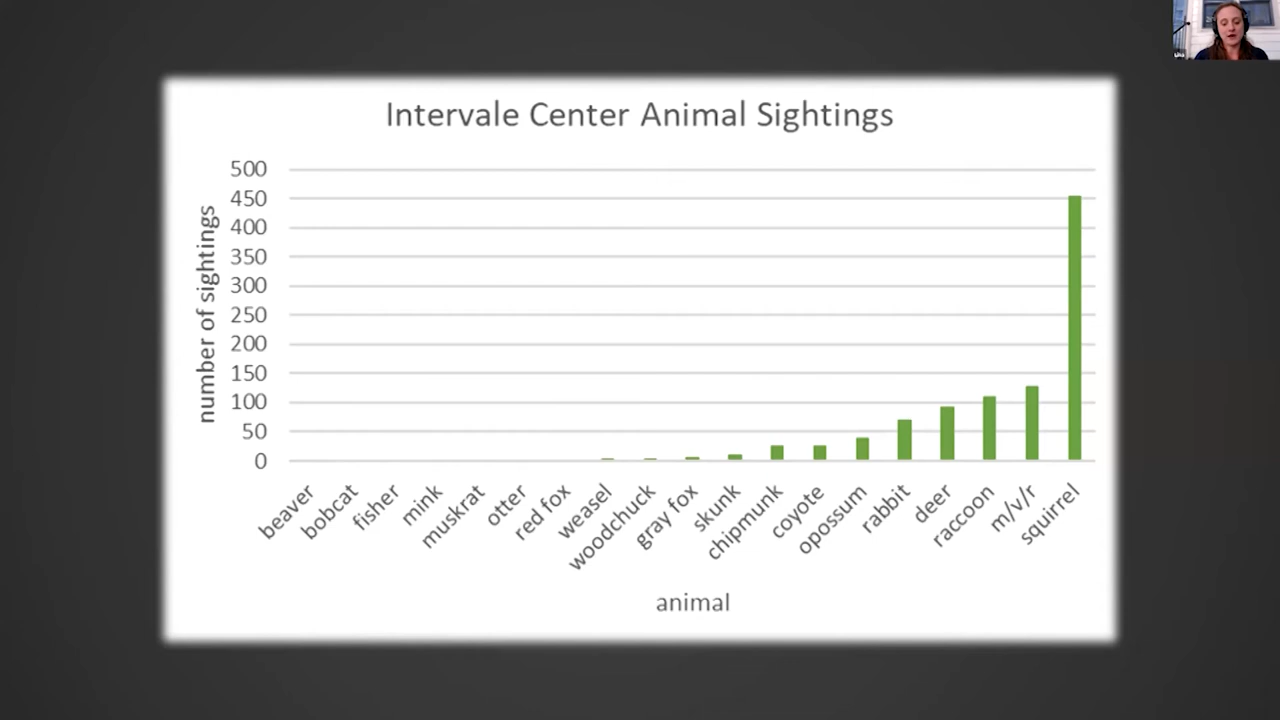 Intervale Center Animal Sightings
number of sightings
500
450
400
350
300
250
200
150
100
50
0
beaver
bobcat
fisher
mink
muskrat
otter
red fox
weasel
woodchuck
gray fox
skunk
chipmunk
coyote
opossum
rabbit
deer
raccoon
m/v/r
squirrel
animal